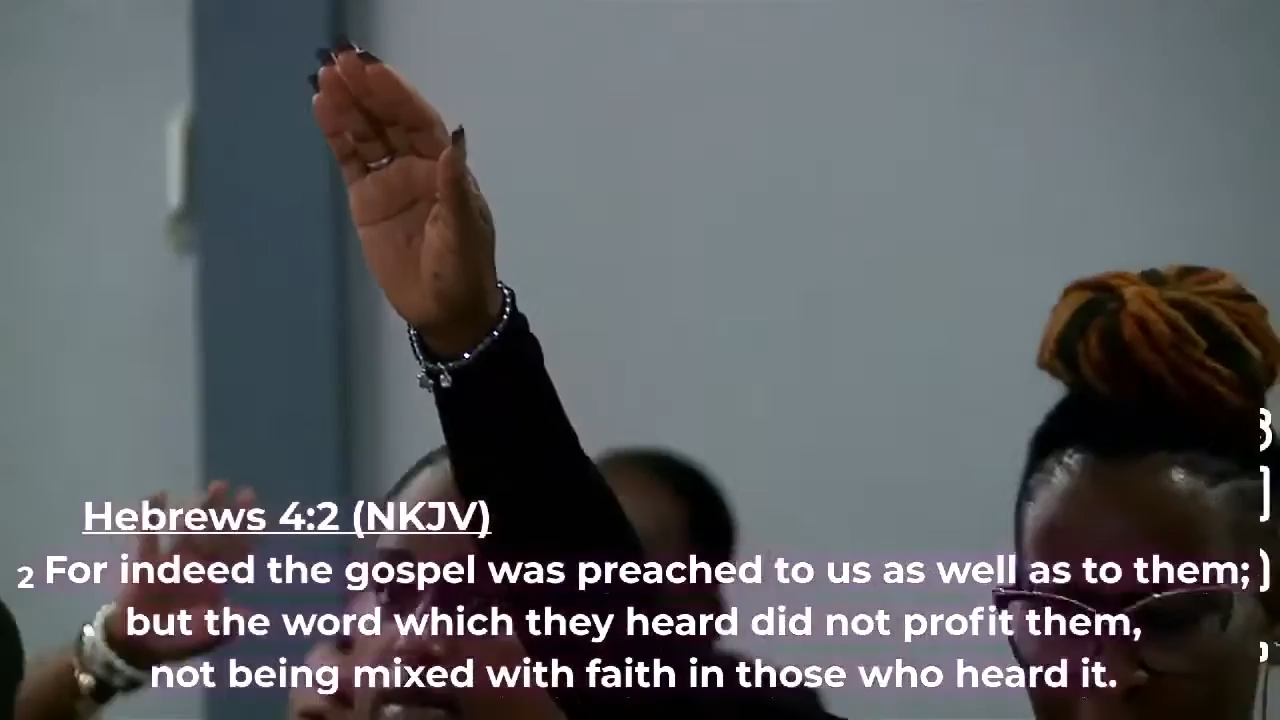 Hebrews 4:2 (NKJV)
2 For indeed the gospel was preached to us as well as to them;
but the word which they heard did not profit them,
not being mixed with faith in those who heard it.